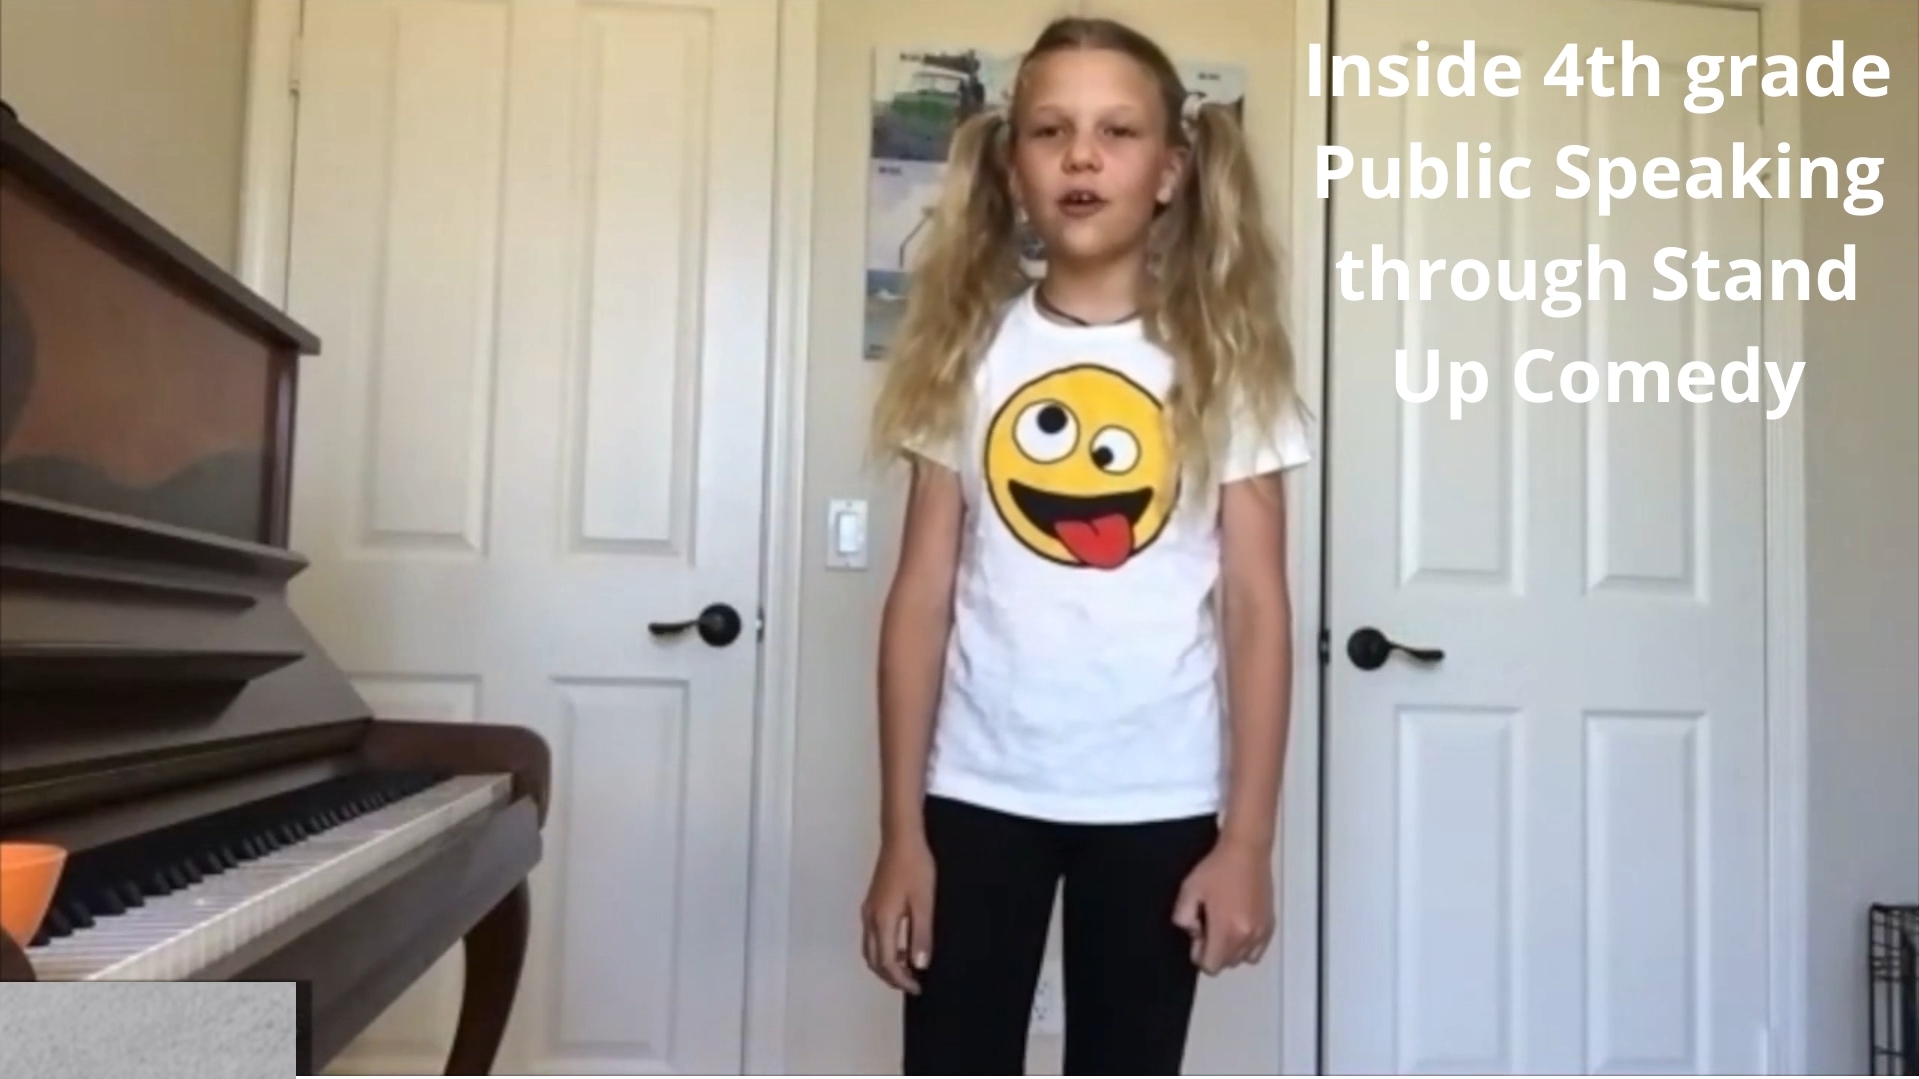 Inside 4th grade
Public Speaking
through Stand
Up Comedy